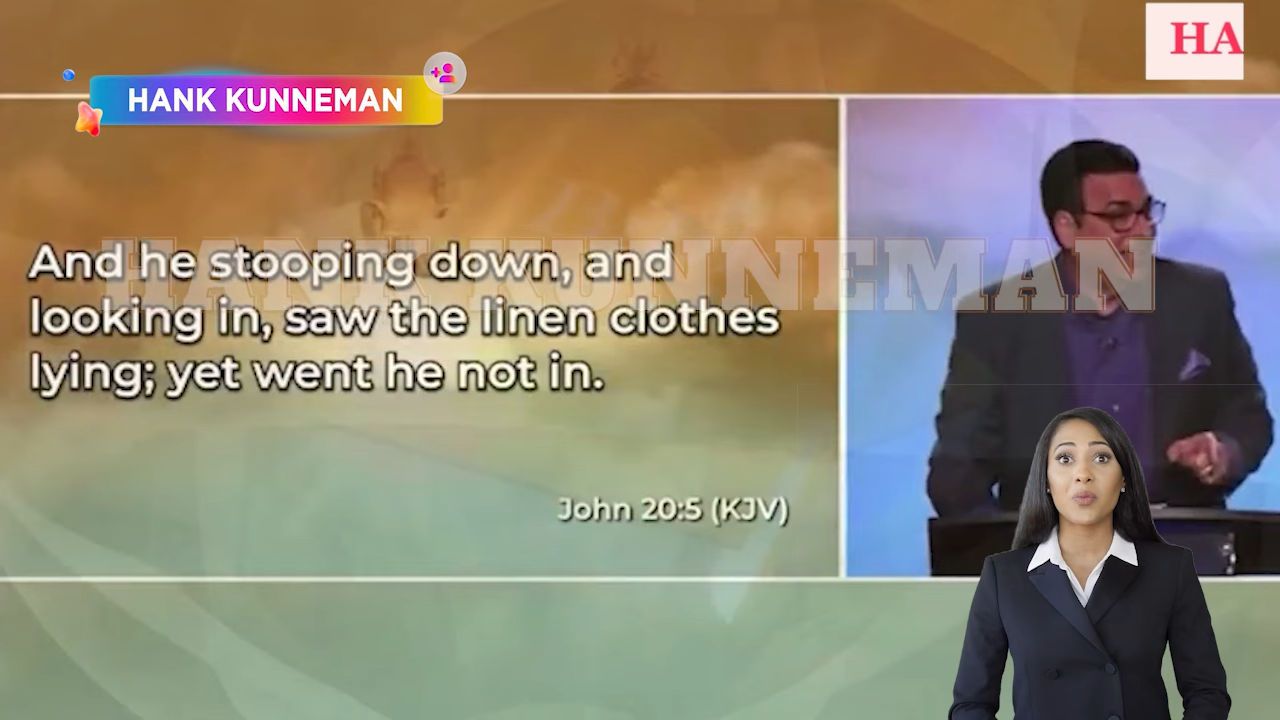 HA
HANK KUNNEMAN
HANK KUNNEMAN
And he stooping down, and
looking in, saw the linen clothes
lying; yet went he not in.
John 20:5 (KJV)